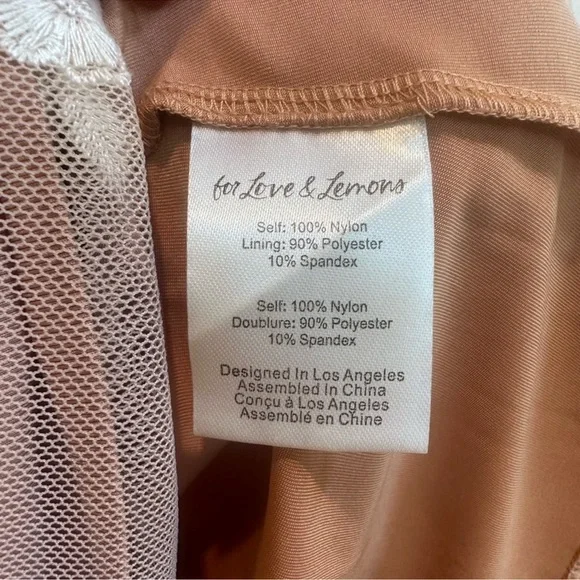 for Love & Lemons
Self: 100% Nylon
Lining: 90% Polyester
10% Spandex
Self: 100% Nylon
Doublure: 90% Polyester
10% Spandex
Designed In Los Angeles
Assembled In China
Conçu à Los Angeles
Assemblé en Chine